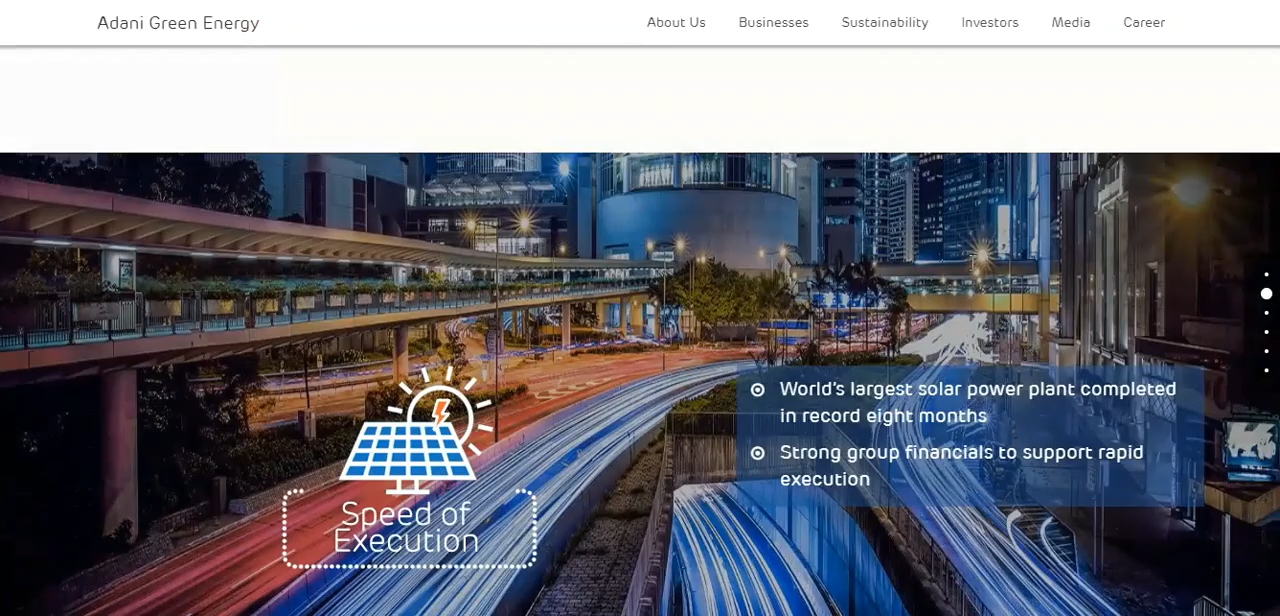 Adani Green Energy
About Us Businesses Sustainability Investors Media Career
World's largest solar power plant completed
in record eight months
Strong group financials to support rapid
execution
Speed of
Execution